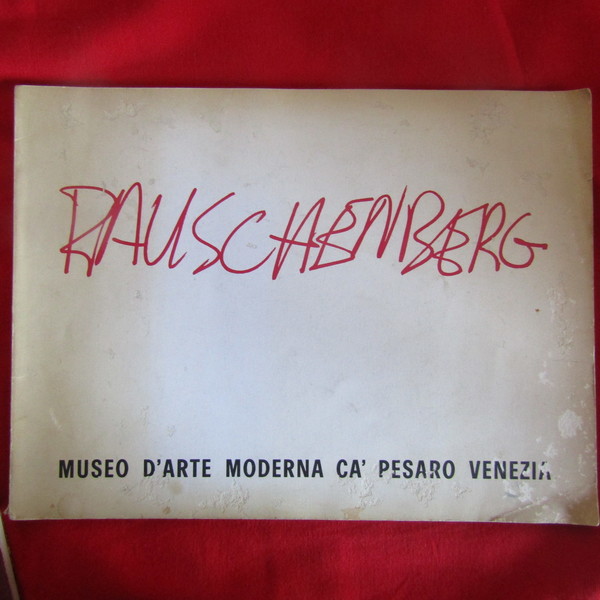 RAUSCHENBERG
MUSEO D'ARTE MODERNA CA' PESARO VENEZIA